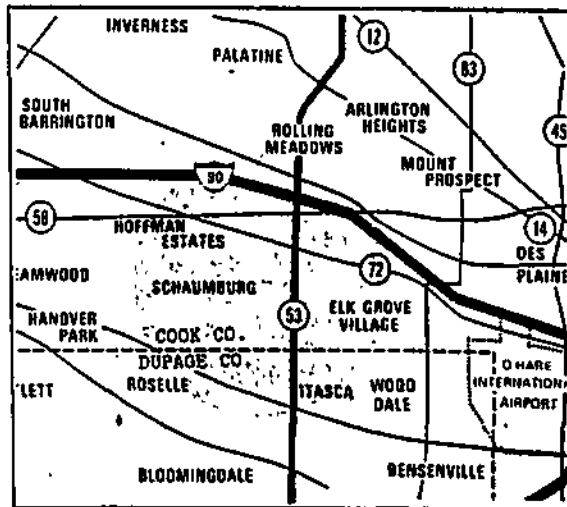 INVERNESS
PALATINE
12
83
SOUTH
BARRINGTON
ARLINGTON
HEIGHTS
45
ROLLING
MEADOWS
MOUNT
PROSPECT
90
58
HOFFMAN
ESTATES
14
DES
PLAINE
72
EAMWOOD
SCHAUMBURG
ELK GROVE
VILLAGE
HANOVER
PARK
53
COOK CO.
DUPAGE CO.
O'HARE
INTERNATIONA
AIRPORT
LETT
ROSELLE
ITASCA
WOOD
DALE
BLOOMINGDALE
BENSENVILLE